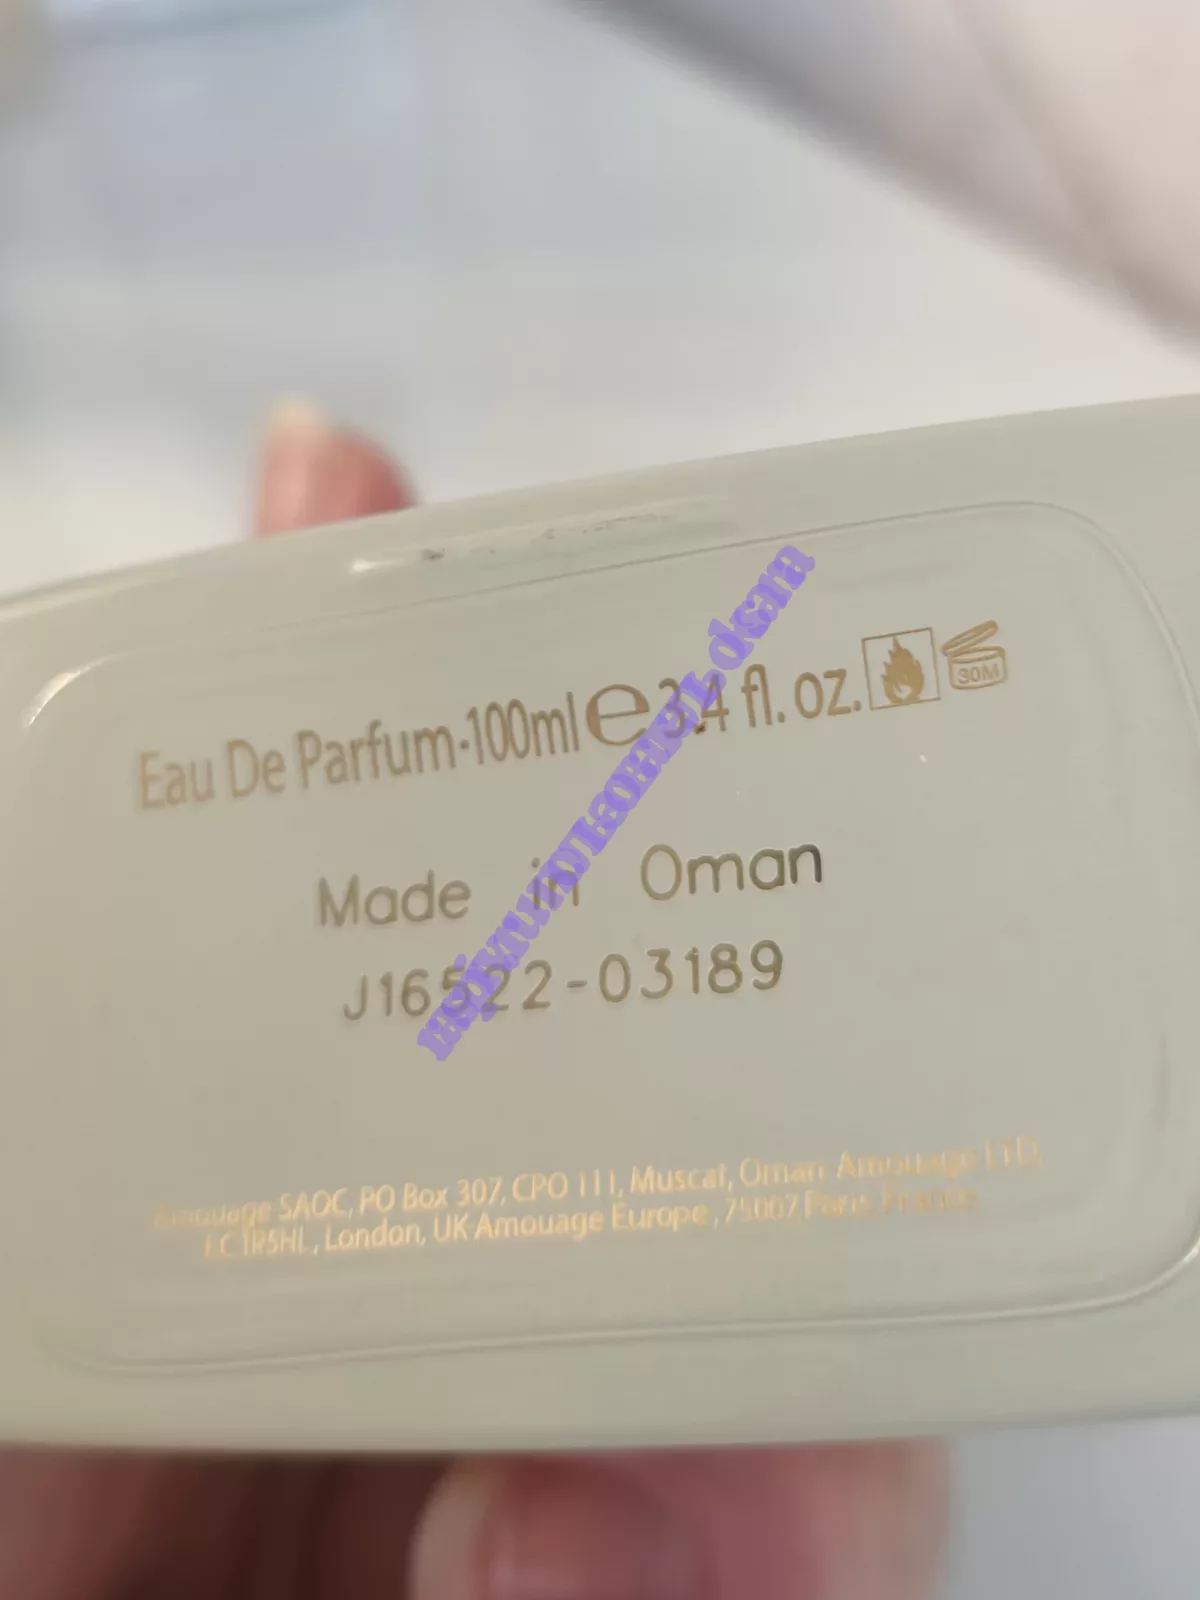 Eau De Parfum·100ml e 3.4 fl. oz. 30M
Made in Oman
J16522-03189
Amouage SAOC, PO Box 307, CPO 111, Muscat, Oman. Amouage LTD,
EC1R5HL, London, UK Amouage Europe, 75007, Paris, France